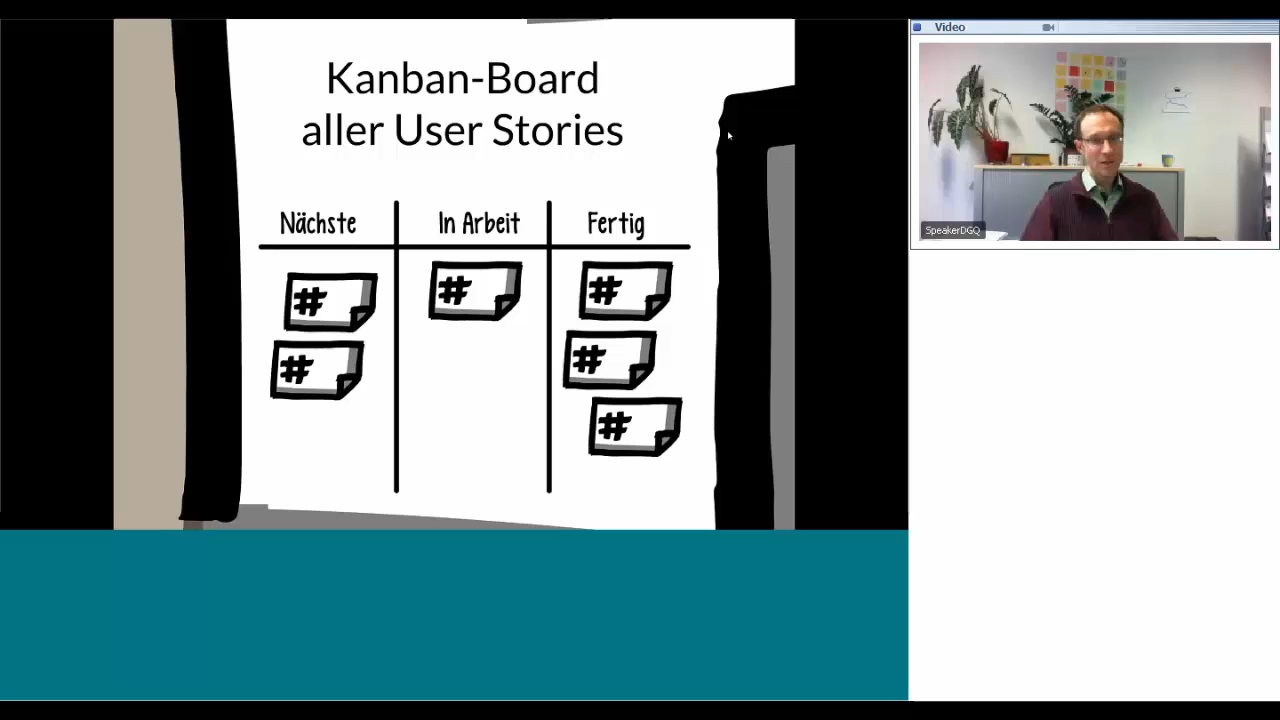 Kanban-Board
aller User Stories
Nächste
In Arbeit
Fertig
#
#
#
#
#
#
Video
SpeakerDGQ